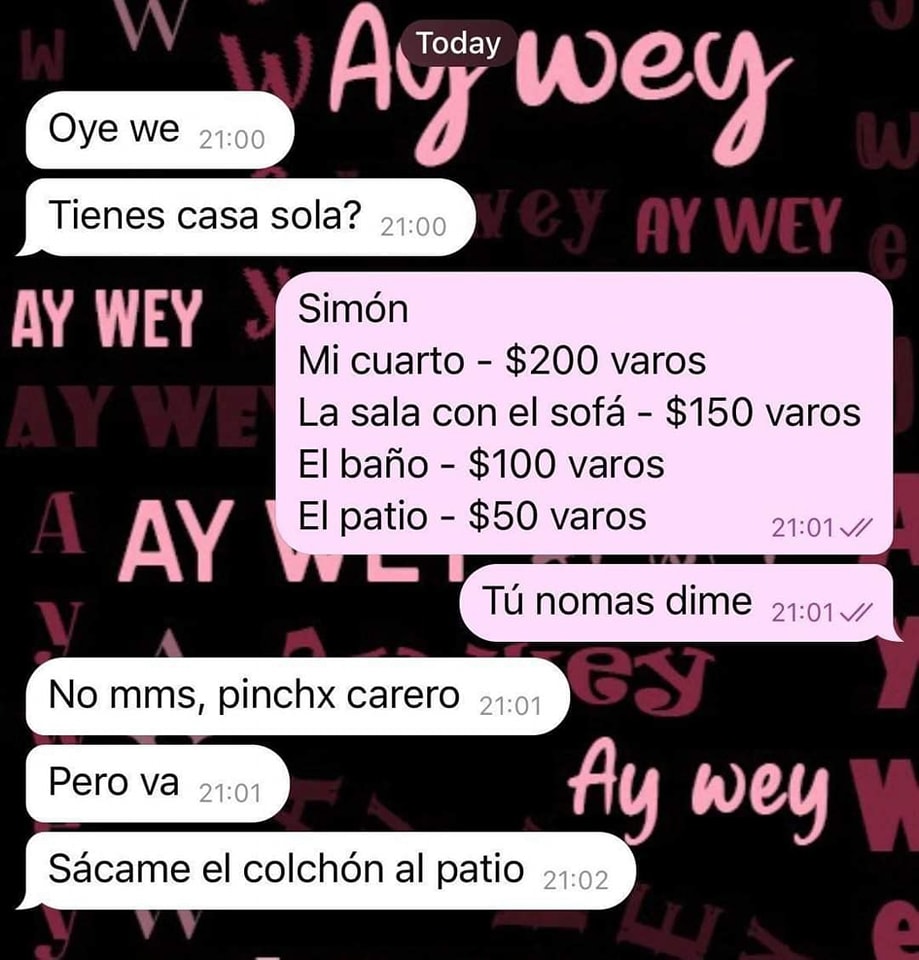 Today
Ay wey
Oye we 21:00
Tienes casa sola? 21:00
wey
AY WEY
AY WEY
Simón
Mi cuarto - $200 varos
La sala con el sofá - $150 varos
El baño - $100 varos
El patio - $50 varos
21:01
AY
Tú nomas dime 21:01
No mms, pinchx carero 21:01
Pero va 21:01
Ay wey
Sácame el colchón al patio 21:02